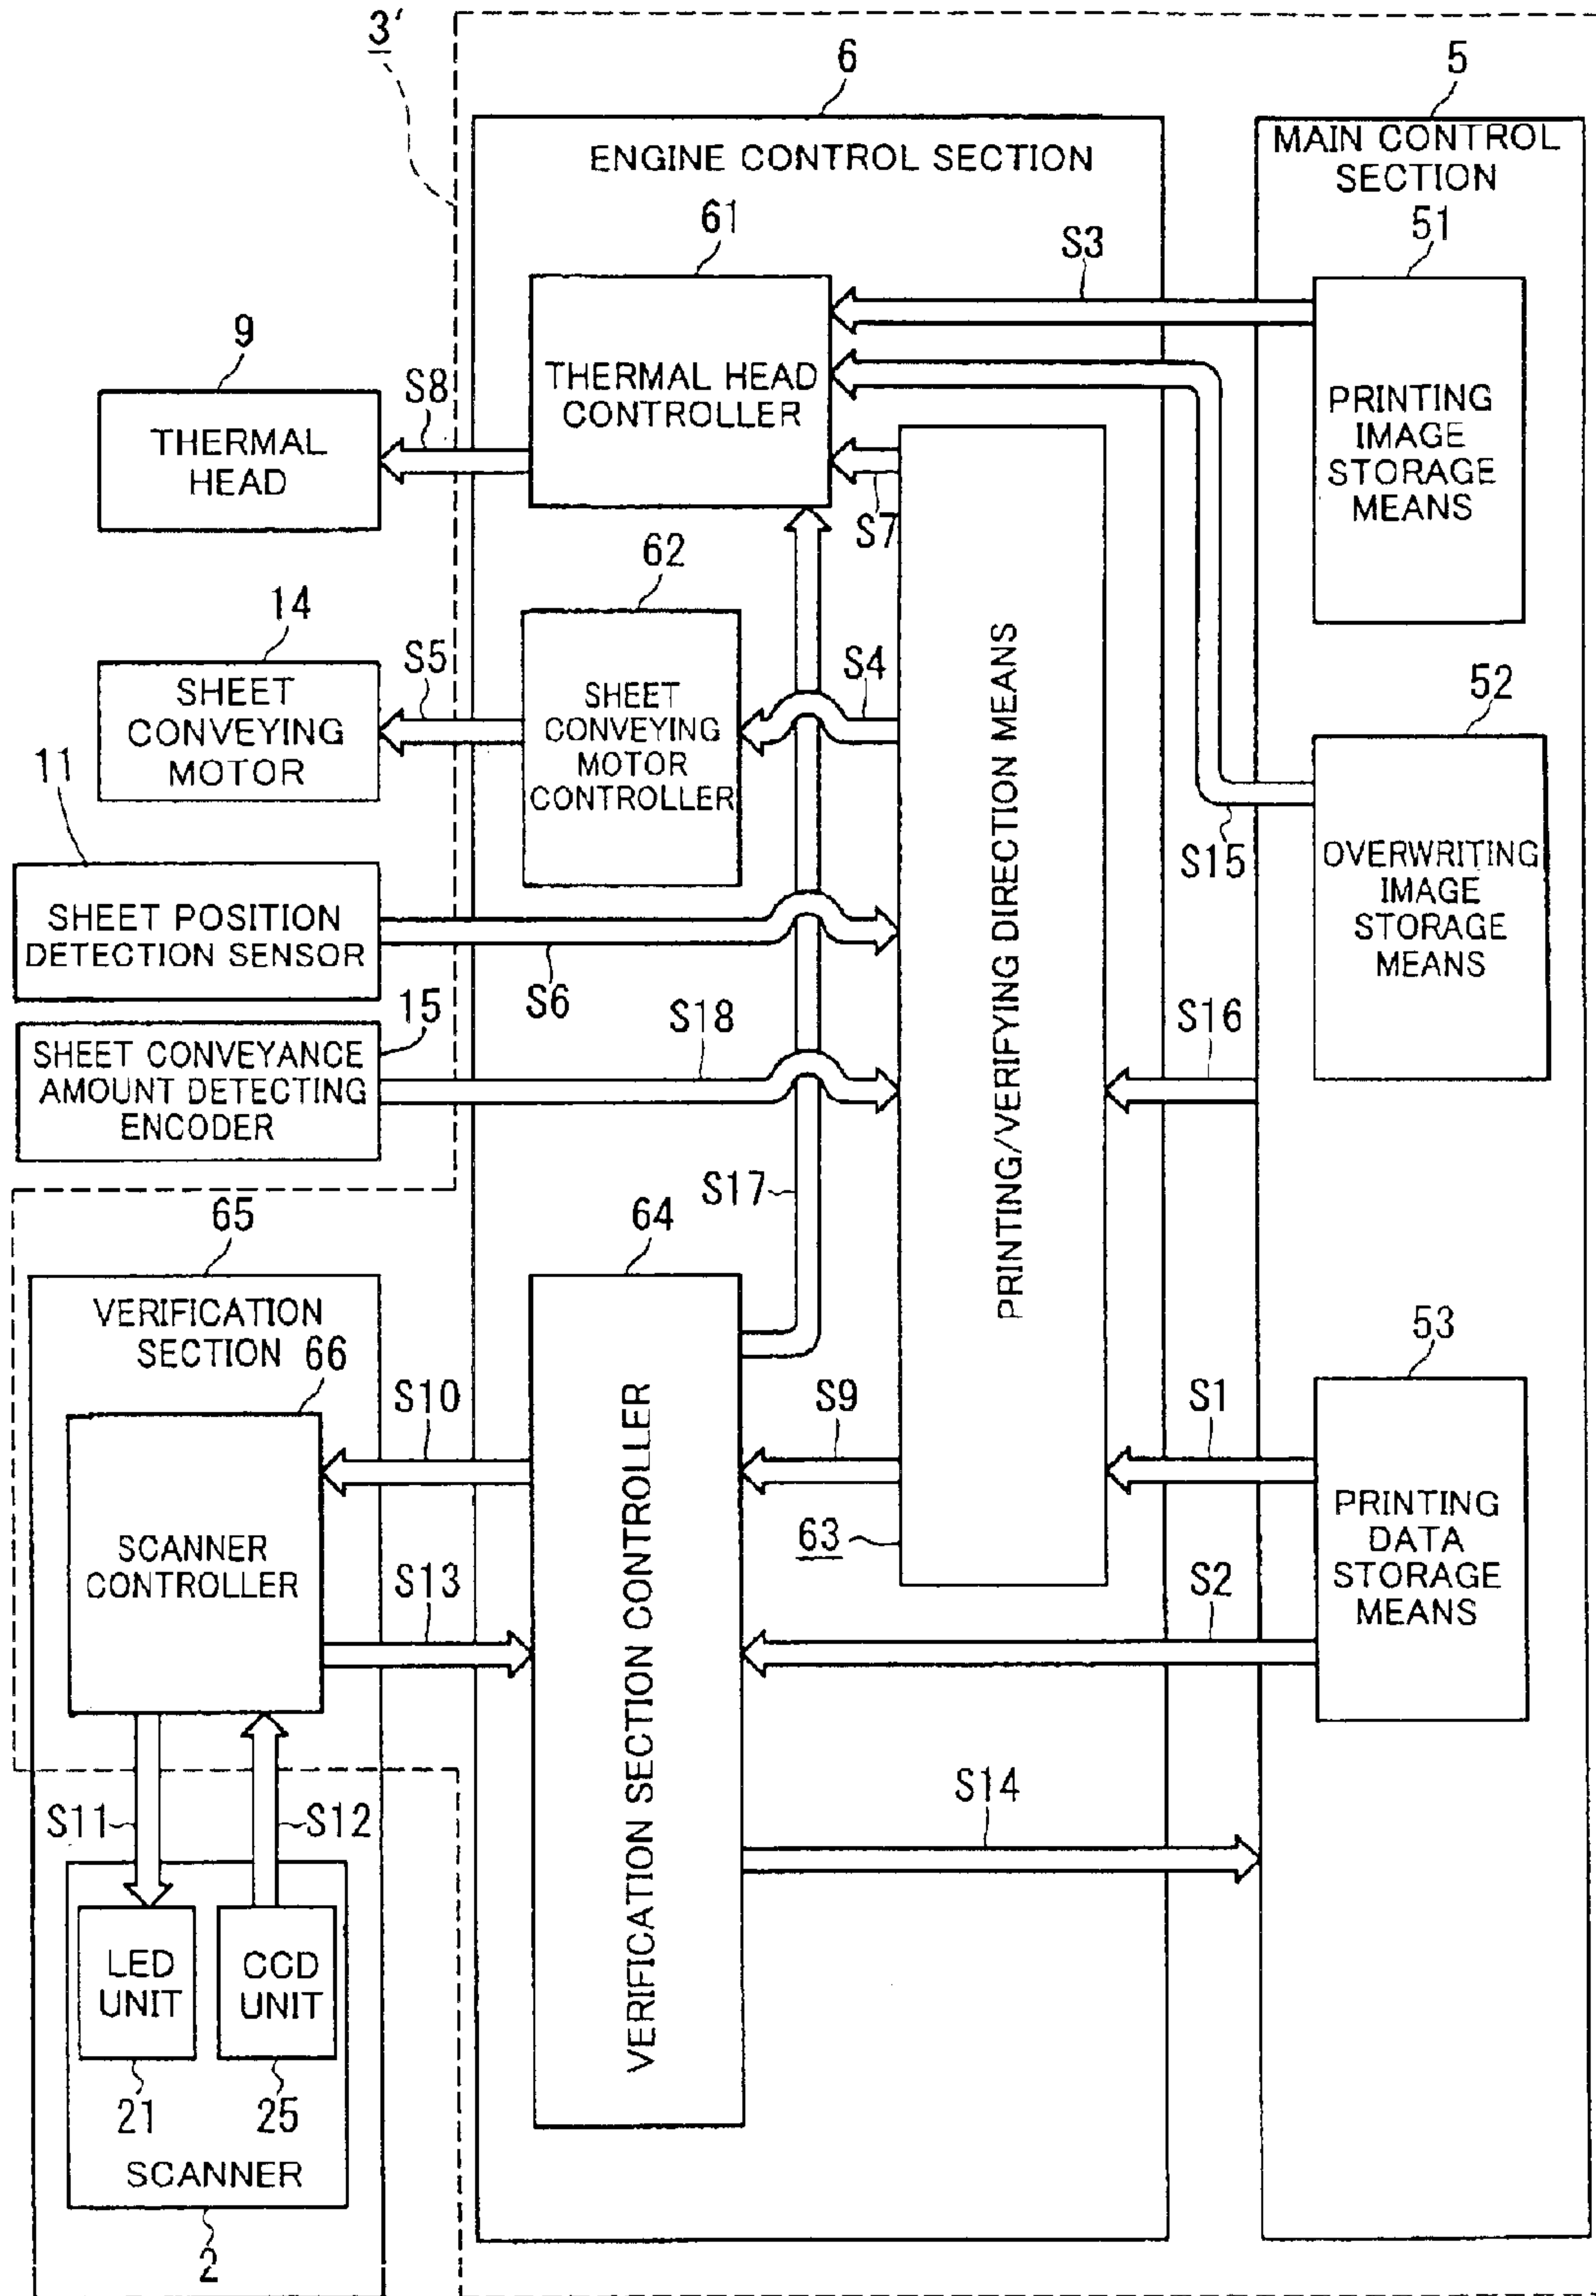 3'
6
5
ENGINE CONTROL SECTION
MAIN CONTROL
SECTION
61
S3
51
9
S8
THERMAL
HEAD
THERMAL HEAD
CONTROLLER
PRINTING
IMAGE
STORAGE
MEANS
S7
62
14
S5
S4
SHEET
CONVEYING
MOTOR
SHEET
CONVEYING
MOTOR
CONTROLLER
PRINTING/VERIFYING DIRECTION MEANS
52
11
S15
OVERWRITING
IMAGE
STORAGE
MEANS
SHEET POSITION
DETECTION SENSOR
S6
15
S18
S16
SHEET CONVEYANCE
AMOUNT DETECTING
ENCODER
S17
65
64
VERIFICATION
SECTION
66
53
S10
S9
S1
SCANNER
CONTROLLER
VERIFICATION SECTION CONTROLLER
63
PRINTING
DATA
STORAGE
MEANS
S13
S2
S11
S12
S14
LED
UNIT
CCD
UNIT
21
25
SCANNER
2